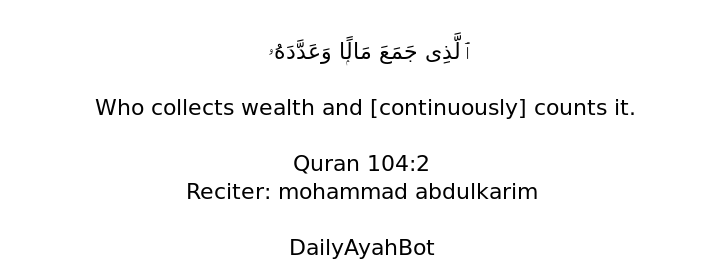 ٱلَّذِى جَمَعَ مَالًۭا وَعَدَّدَهُۥ
Who collects wealth and [continuously] counts it.
Quran 104:2
Reciter: mohammad abdulkarim
DailyAyahBot